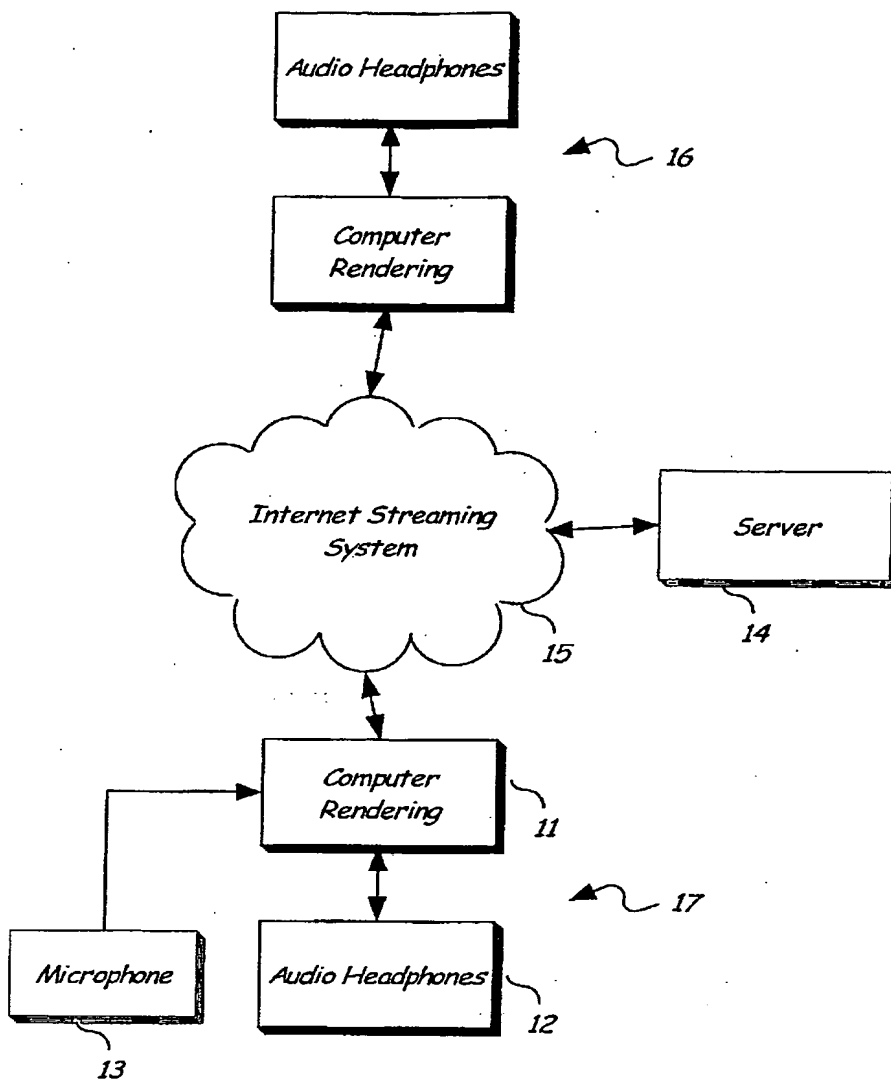 Audio Headphones
16
Computer
Rendering
Internet Streaming
System
Server
14
15
Computer
Rendering
11
17
Microphone
Audio Headphones
13
12